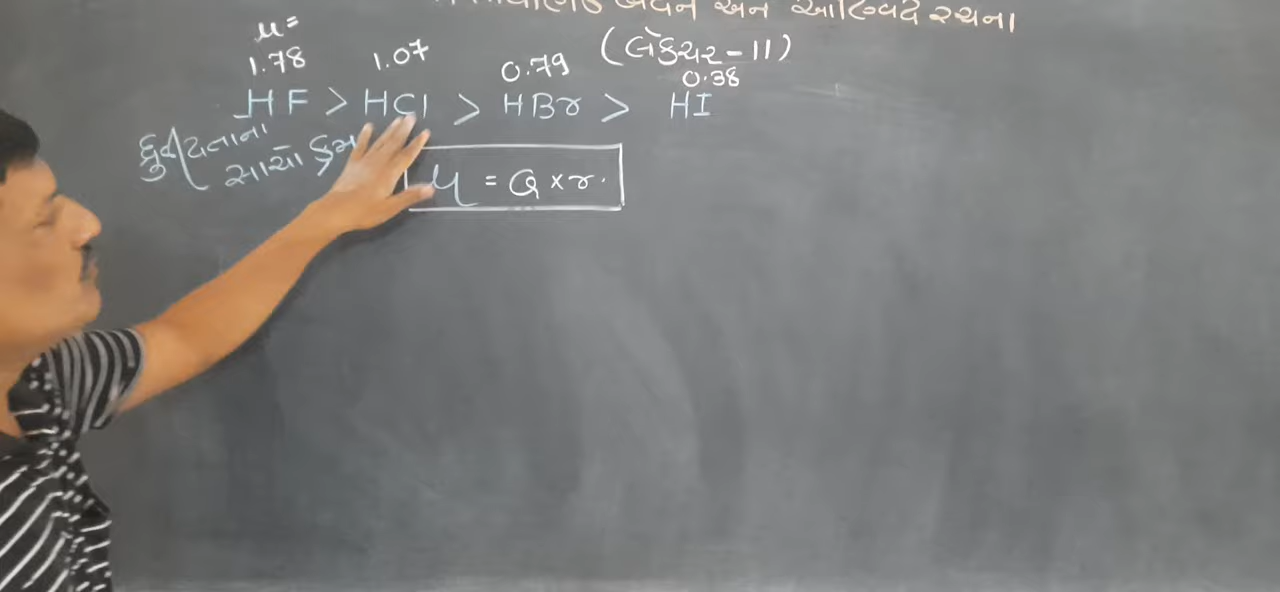 બંધન અને આણ્વિય રચના
(લેક્ચર-11)
μ=
1.78 1.07 0.79 0.38
HF > HCl > HBr > HI
ધ્રુવીયતાનો
સાચો ક્રમ
μ = Q × r.